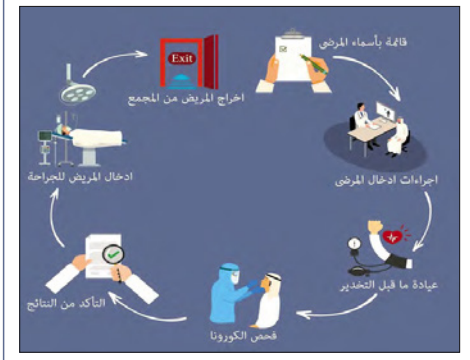 قائمة بأسماء المرضى
اجراءات ادخال المرضى
عيادة ما قبل التخدير
فحص الكورونا
التأكد من النتائج
ادخال المريض للجراحة
Exit
اخراج المريض من المجمع